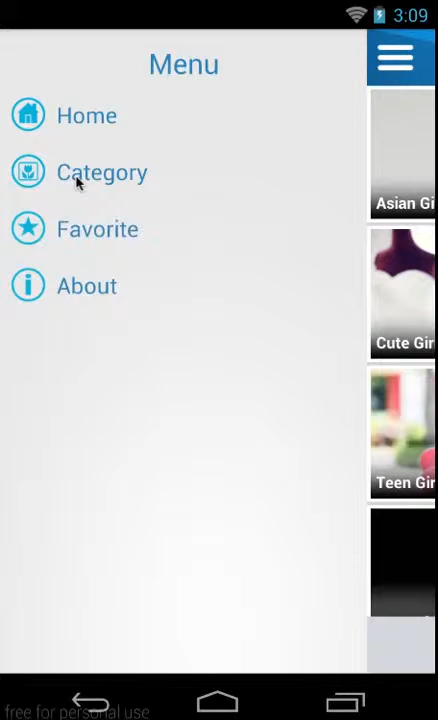 3:09
Menu
Home
Category
Favorite
About
Asian Gi
Cute Gir
Teen Gir
free for personal use